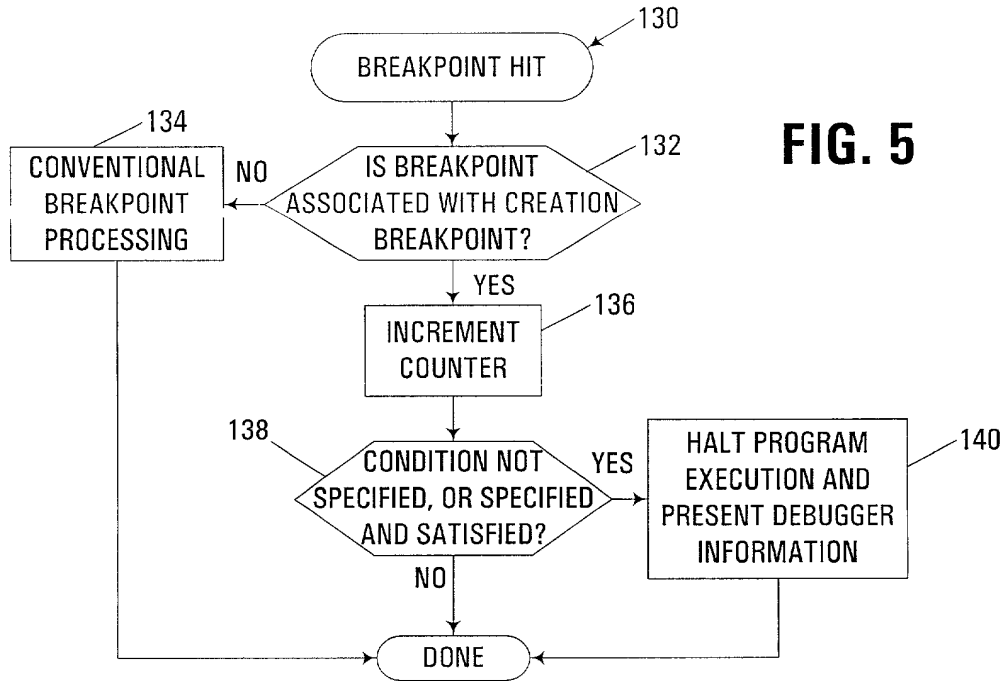 130
BREAKPOINT HIT
FIG. 5
134
CONVENTIONAL
BREAKPOINT
PROCESSING
NO
132
IS BREAKPOINT
ASSOCIATED WITH CREATION
BREAKPOINT?
YES
136
INCREMENT
COUNTER
138
CONDITION NOT
SPECIFIED, OR SPECIFIED
AND SATISFIED?
YES
140
HALT PROGRAM
EXECUTION AND
PRESENT DEBUGGER
INFORMATION
NO
DONE